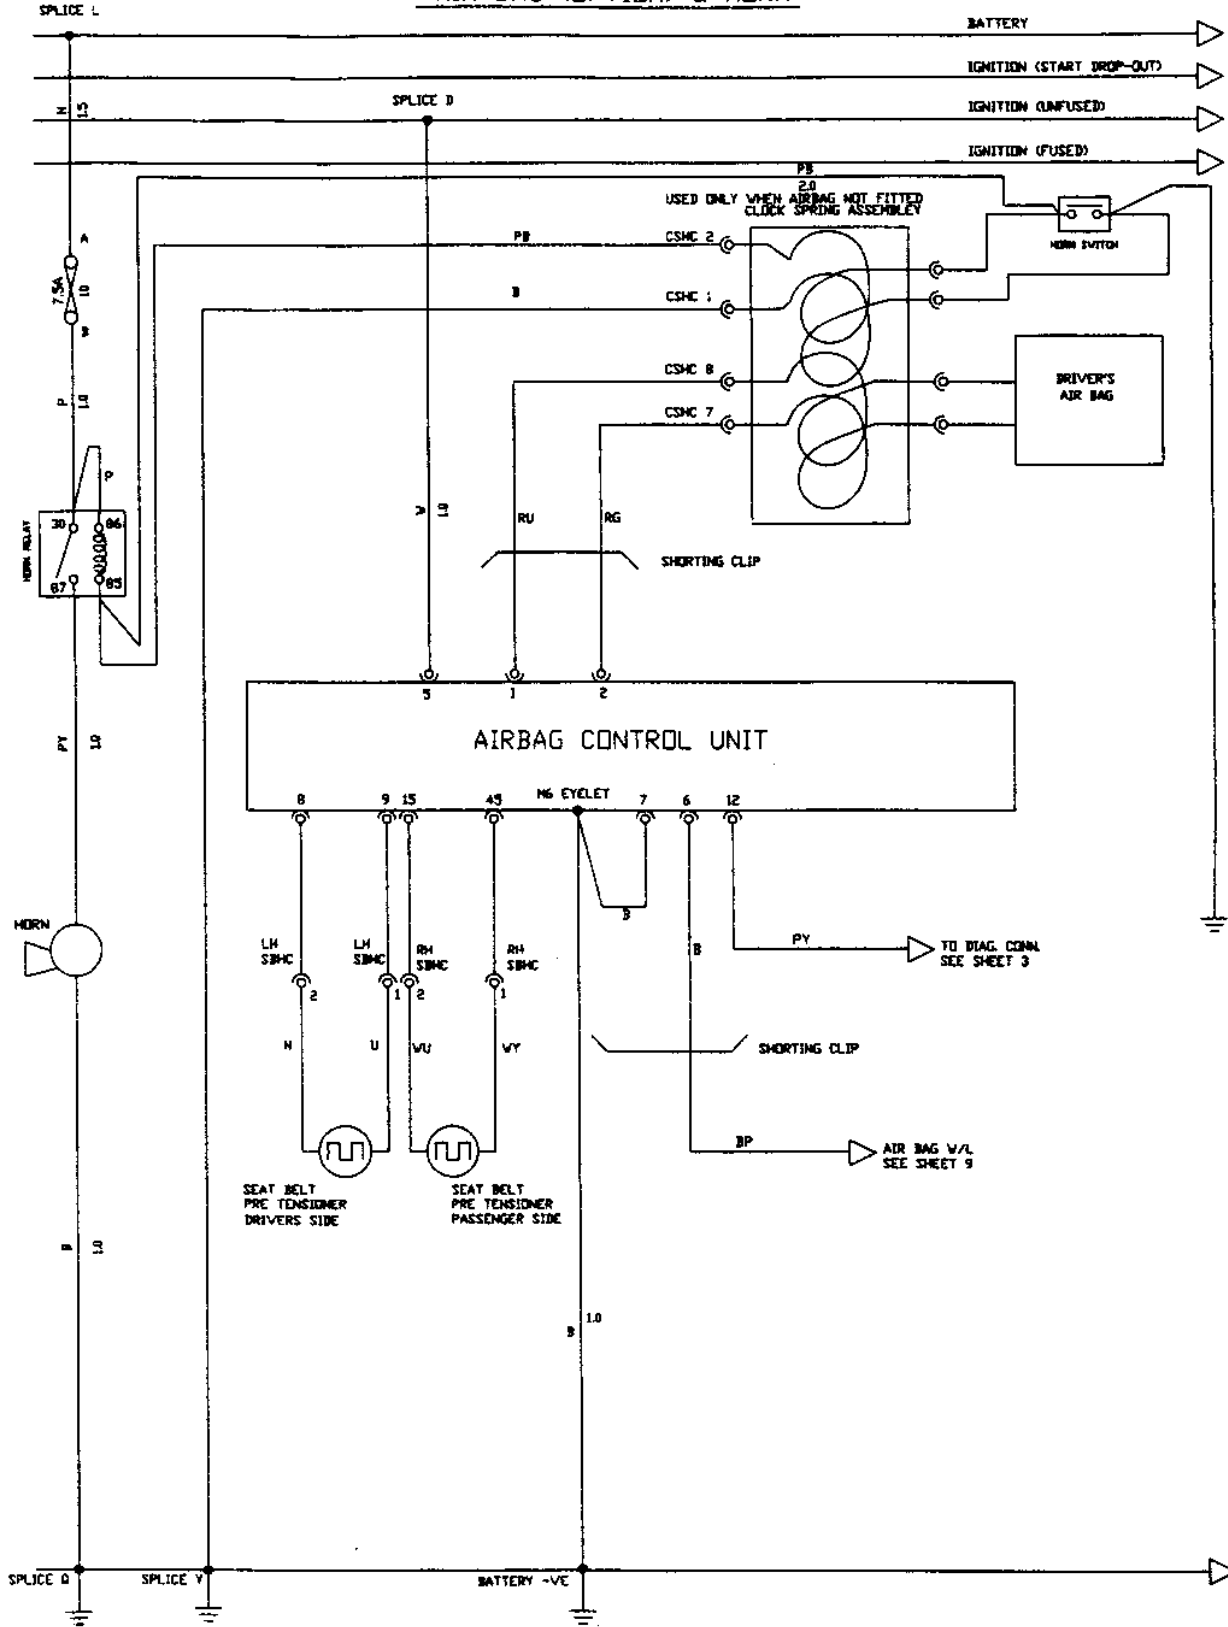 SPLICE L
BATTERY
IGNITION (START DROP-OUT)
N
1.5
SPLICE D
IGNITION (UNFUSED)
IGNITION (FUSED)
PB
2.0
USED ONLY WHEN AIRBAG NOT FITTED
CLOCK SPRING ASSEMBLEY
A
PB
CSHC 2
HORN SWITCH
7.5A
10
W
B
CSHC 1
P
1.0
CSHC 8
CSHC 7
DRIVER'S
AIR BAG
P
W
1.0
RU
RG
30
86
HORN RELAY
87
85
SHORTING CLIP
5
1
2
PY
1.0
AIRBAG CONTROL UNIT
8
9
15
45
M6 EYELET
7
6
12
B
HORN
LH
SBHC
LH
SBHC
RH
SBHC
RH
SBHC
B
PY
TO DIAG. CONN.
SEE SHEET 3
2
1
2
1
N
U
WU
WY
SHORTING CLIP
BP
AIR BAG W/L
SEE SHEET 9
SEAT BELT
PRE TENSIONER
DRIVERS SIDE
SEAT BELT
PRE TENSIONER
PASSENGER SIDE
B
1.0
B
1.0
SPLICE Q
SPLICE Y
BATTERY -VE